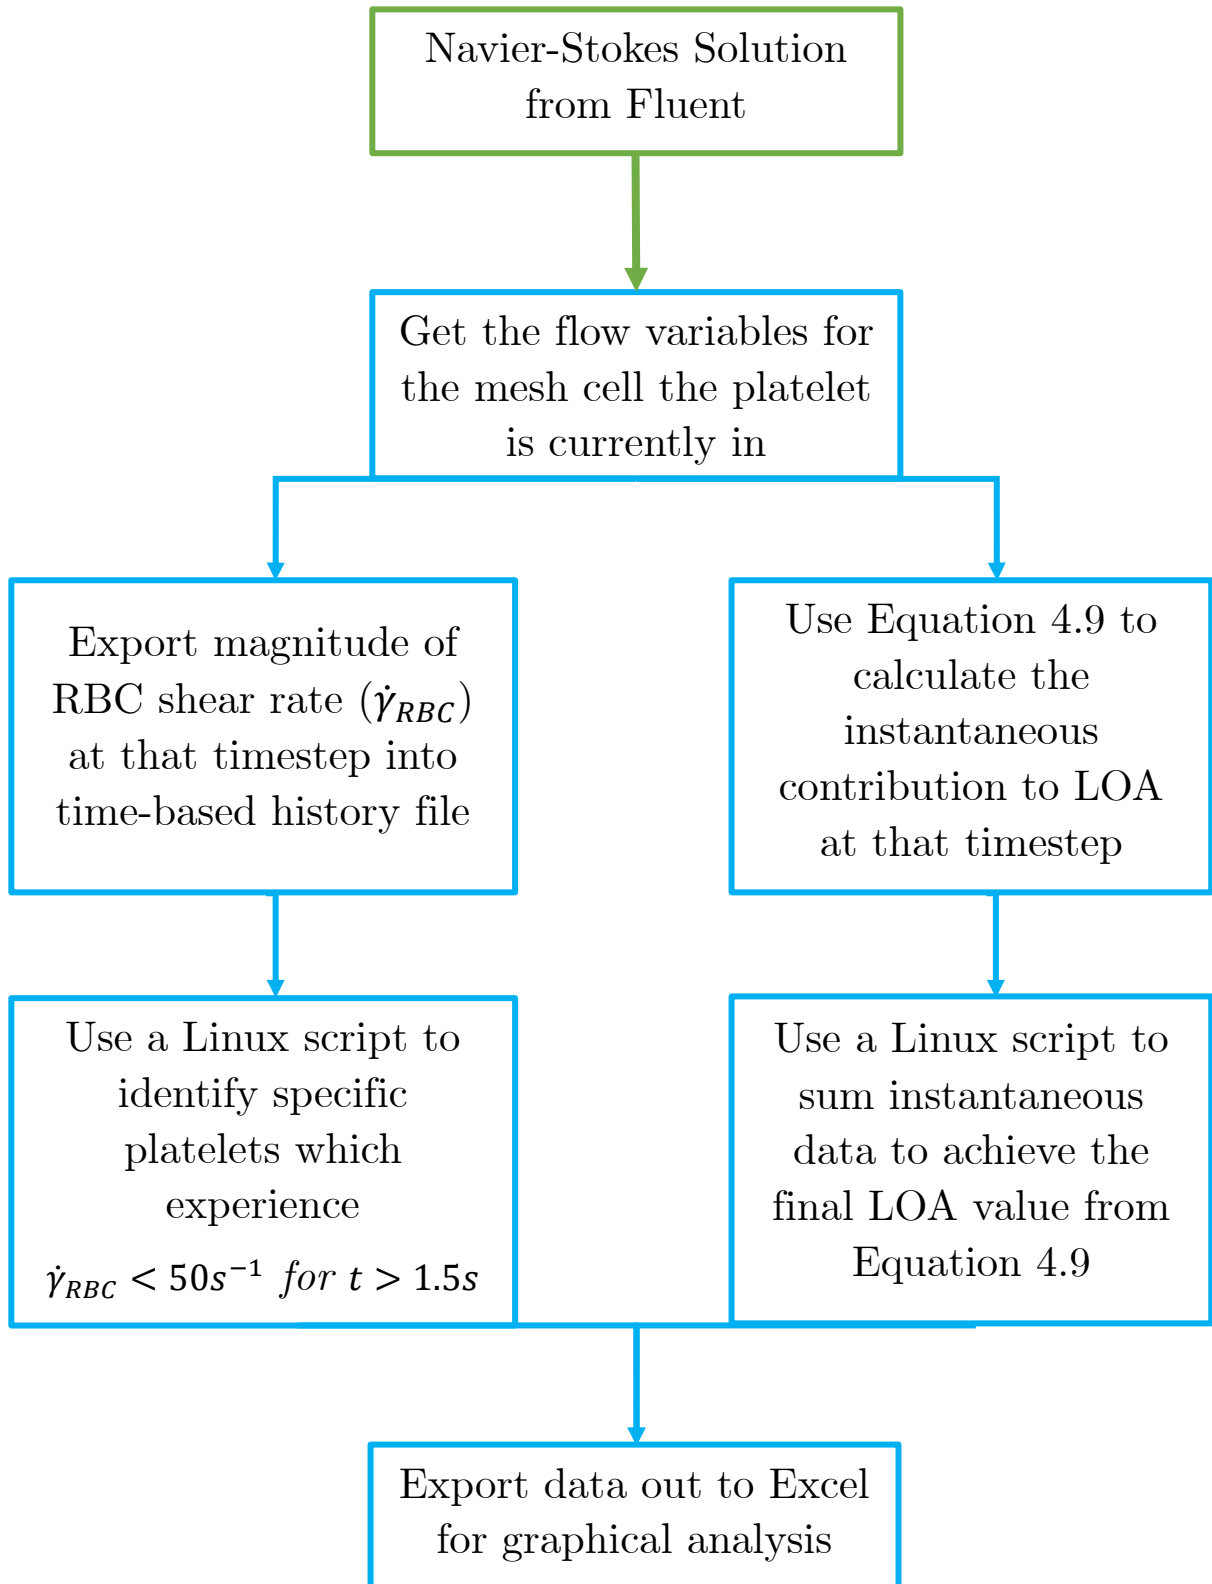 Navier-Stokes Solution
from Fluent
Get the flow variables for
the mesh cell the platelet
is currently in
Export magnitude of
RBC shear rate (γ̇_RBC)
at that timestep into
time-based history file
Use Equation 4.9 to
calculate the
instantaneous
contribution to LOA
at that timestep
Use a Linux script to
identify specific
platelets which
experience
γ̇_RBC < 50s⁻¹ for t > 1.5s
Use a Linux script to
sum instantaneous
data to achieve the
final LOA value from
Equation 4.9
Export data out to Excel
for graphical analysis